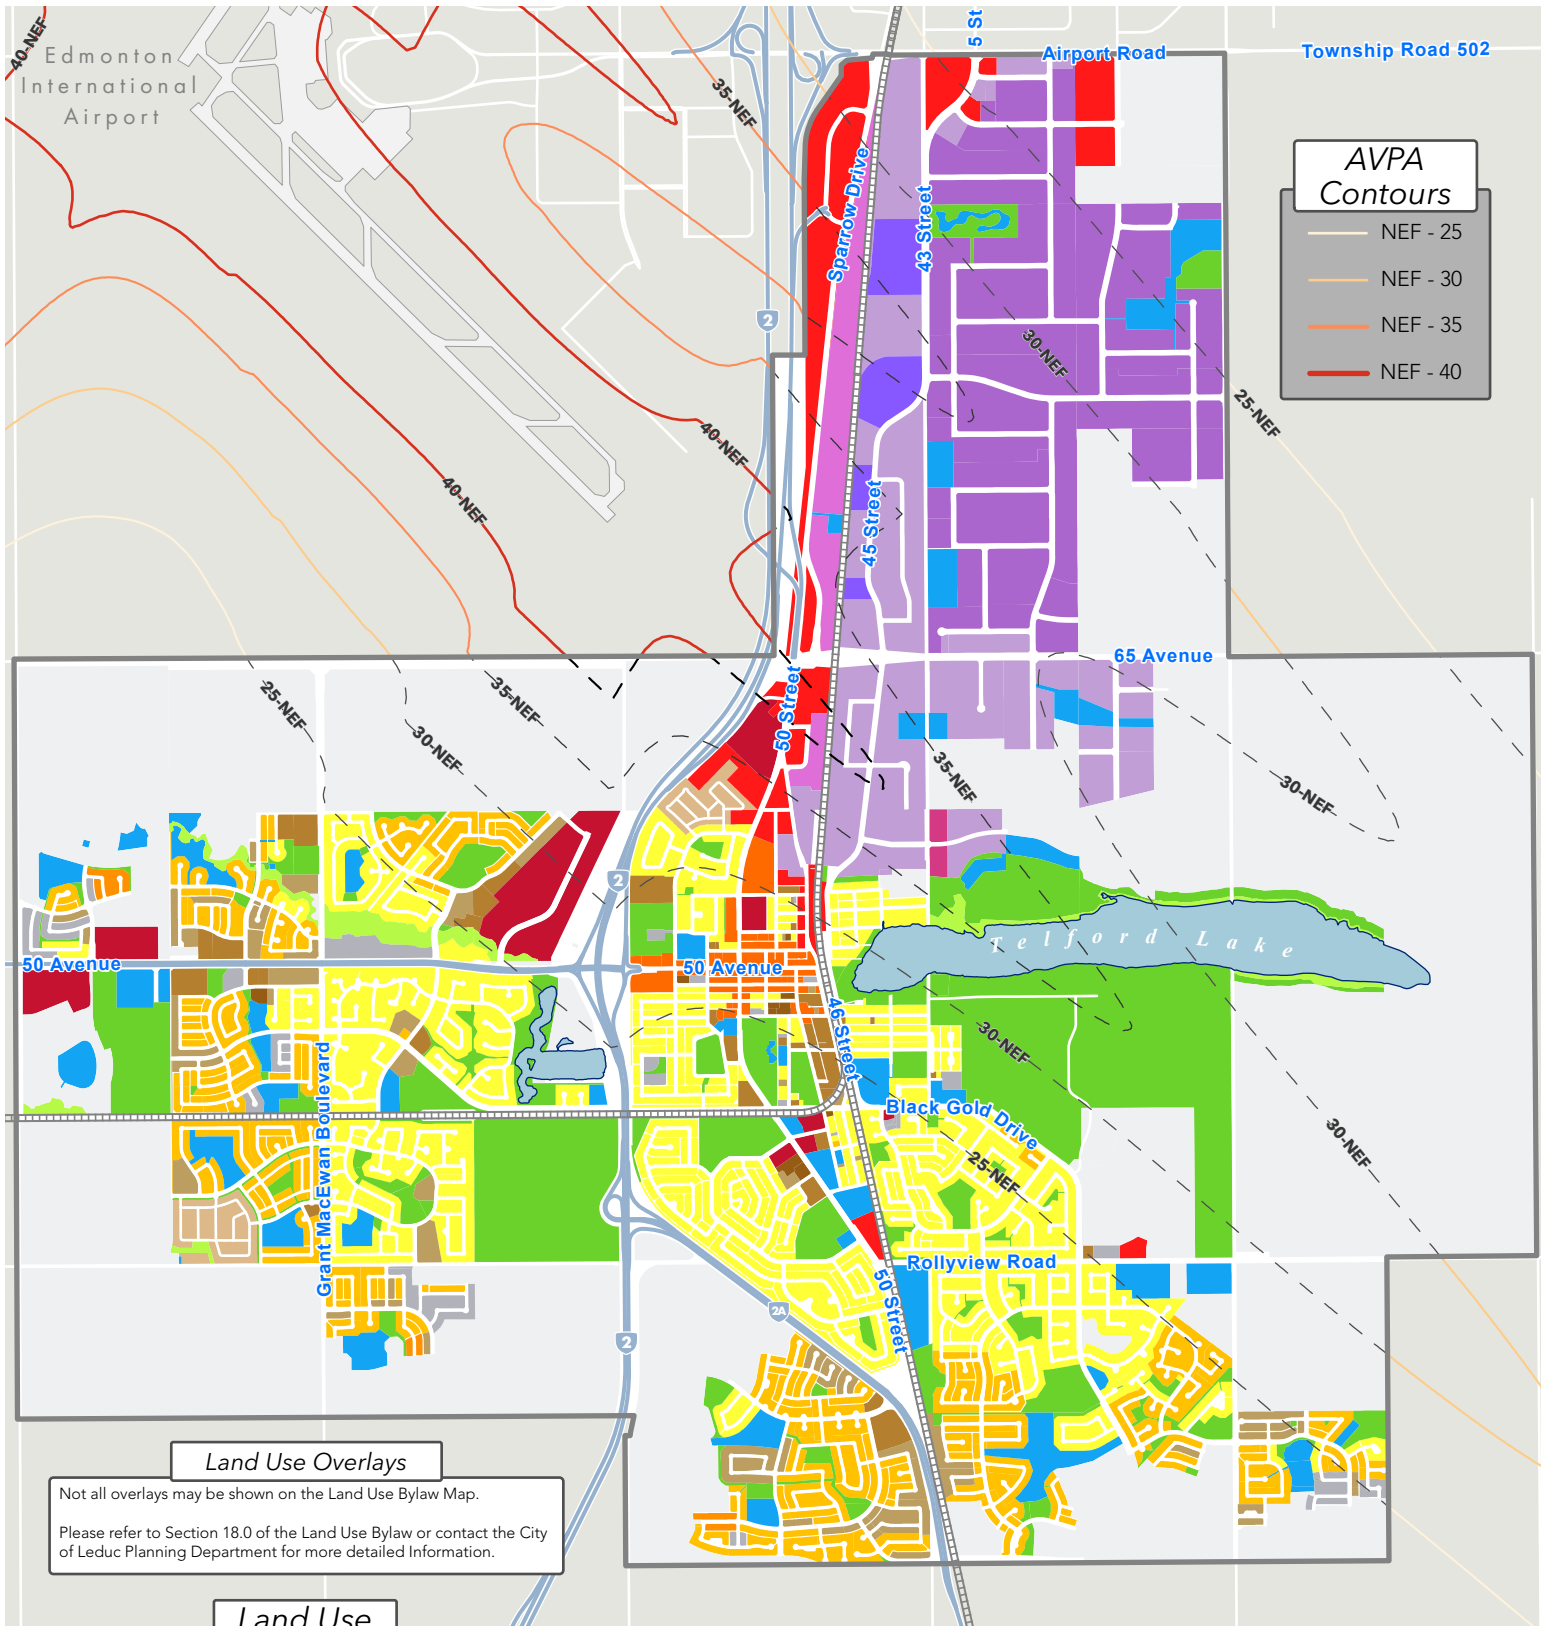 40-NEF
Edmonton
International
Airport
5 St
Airport Road
Township Road 502
35-NEF
AVPA
Contours
NEF - 25
NEF - 30
NEF - 35
NEF - 40
Sparrow Drive
43 Street
2
30-NEF
25-NEF
40-NEF
40-NEF
45 Street
65 Avenue
25-NEF
35-NEF
30-NEF
50 Street
35-NEF
30-NEF
2
Telford Lake
50 Avenue
50 Avenue
46 Street
30-NEF
Grant MacEwan Boulevard
Black Gold Drive
30-NEF
25-NEF
Rollyview Road
50 Street
2A
2
Land Use Overlays
Not all overlays may be shown on the Land Use Bylaw Map.
Please refer to Section 18.0 of the Land Use Bylaw or contact the City
of Leduc Planning Department for more detailed Information.
Land Use